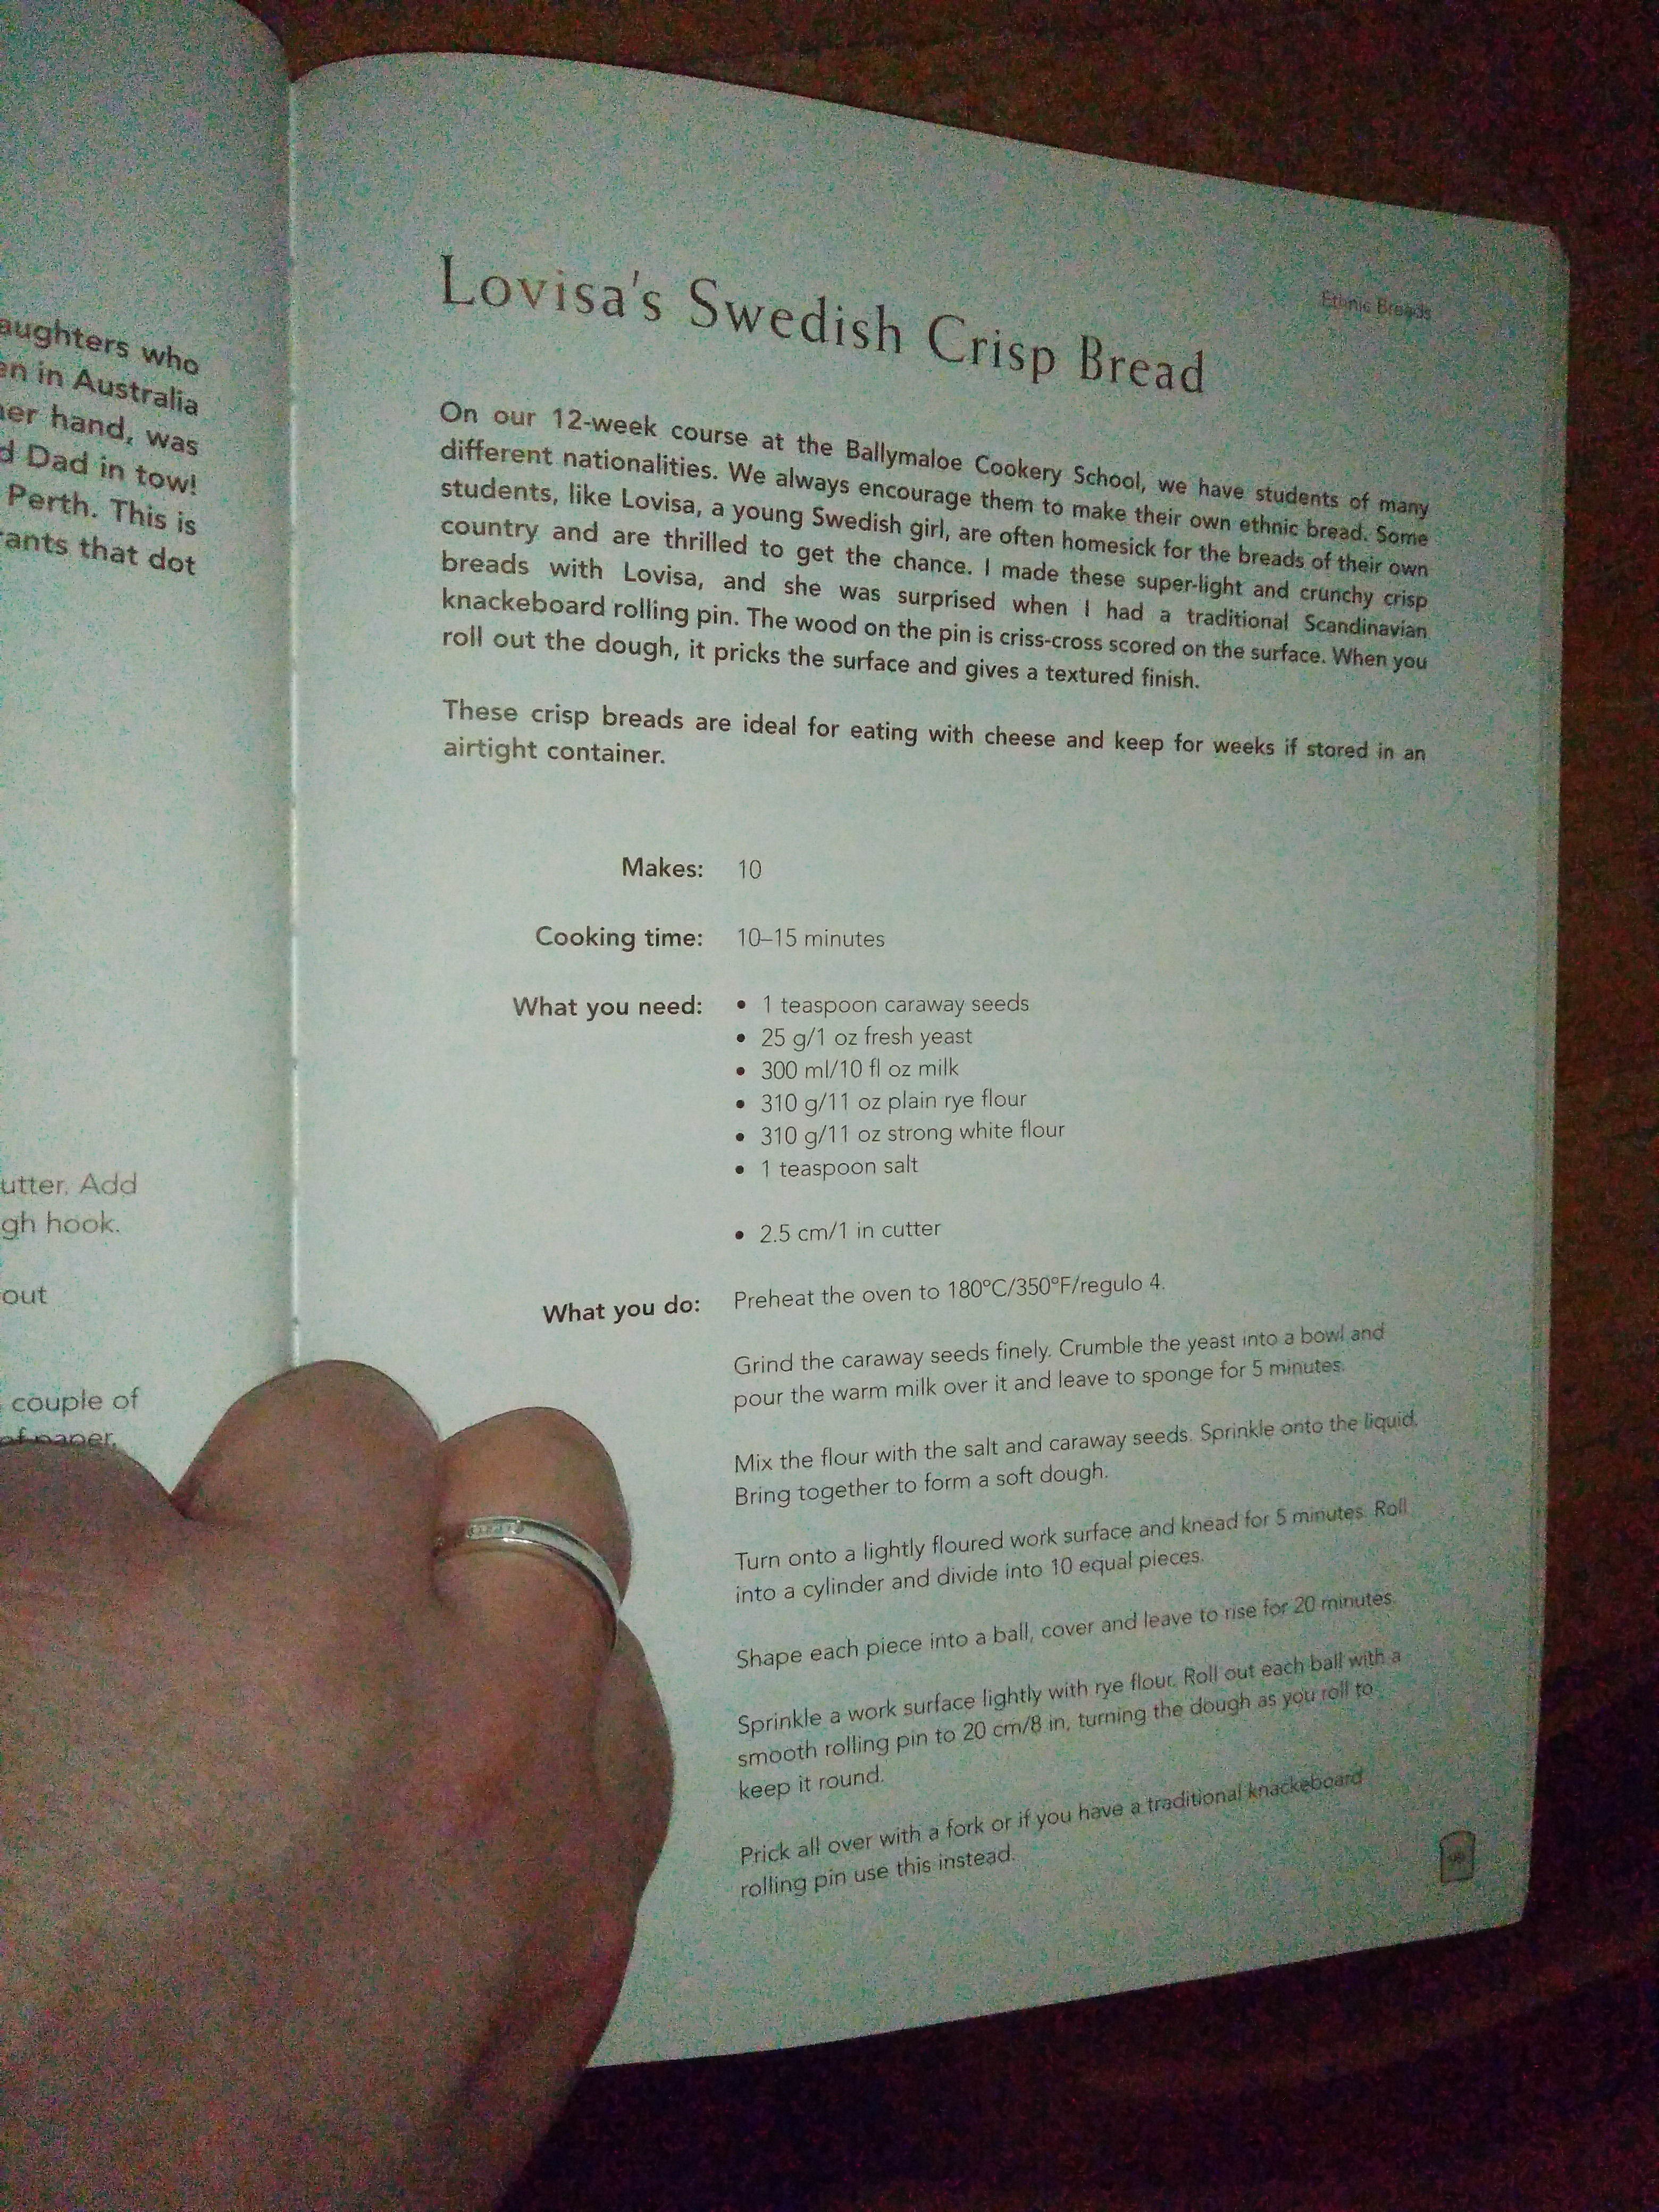 aughters who
en in Australia
er hand, was
d Dad in tow!
Perth. This is
rants that dot
utter. Add
gh hook.
out
couple of
of paper,
Ethnic Breads
Lovisa's Swedish Crisp Bread
On our 12-week course at the Ballymaloe Cookery School, we have students of many
different nationalities. We always encourage them to make their own ethnic bread. Some
students, like Lovisa, a young Swedish girl, are often homesick for the breads of their own
country and are thrilled to get the chance. I made these super-light and crunchy crisp
breads with Lovisa, and she was surprised when I had a traditional Scandinavian
knackeboard rolling pin. The wood on the pin is criss-cross scored on the surface. When you
roll out the dough, it pricks the surface and gives a textured finish.
These crisp breads are ideal for eating with cheese and keep for weeks if stored in an
airtight container.
Makes: 10
Cooking time: 10–15 minutes
What you need: • 1 teaspoon caraway seeds
• 25 g/1 oz fresh yeast
• 300 ml/10 fl oz milk
• 310 g/11 oz plain rye flour
• 310 g/11 oz strong white flour
• 1 teaspoon salt
• 2.5 cm/1 in cutter
What you do: Preheat the oven to 180°C/350°F/regulo 4.
Grind the caraway seeds finely. Crumble the yeast into a bowl and
pour the warm milk over it and leave to sponge for 5 minutes.
Mix the flour with the salt and caraway seeds. Sprinkle onto the liquid.
Bring together to form a soft dough.
Turn onto a lightly floured work surface and knead for 5 minutes. Roll
into a cylinder and divide into 10 equal pieces.
Shape each piece into a ball, cover and leave to rise for 20 minutes.
Sprinkle a work surface lightly with rye flour. Roll out each ball with a
smooth rolling pin to 20 cm/8 in, turning the dough as you roll to
keep it round.
Prick all over with a fork or if you have a traditional knackeboard
rolling pin use this instead.